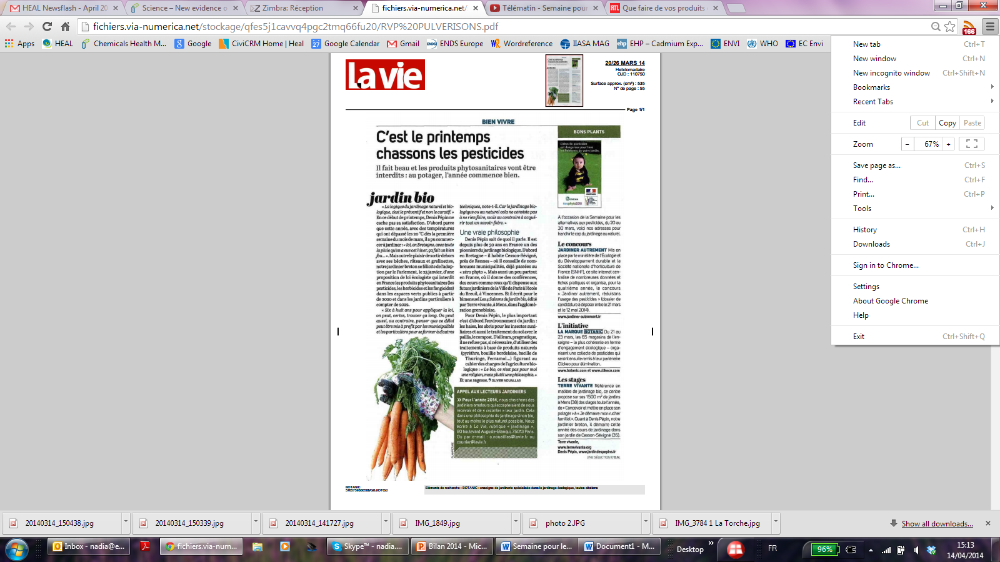 HEAL Newsflash - April 20
Science – New evidence o
Zimbra: Réception
fichiers.via-numerica.net/
Télématin - Semaine pour
Que faire de vos produits
fichiers.via-numerica.net/stockage/qfes5j1cavvq4pgc2tmq66fu20/RVP%20PULVERISONS.pdf
166
Apps
HEAL
Chemicals Health M...
Google
CiviCRM Home | Heal
Google Calendar
Gmail
ENDS Europe
Wordreference
IIASA MAG
EHP – Cadmium Exp...
ENVI
WHO
EC Envi
New tab Ctrl+T
New window Ctrl+N
New incognito window Ctrl+Shift+N
Bookmarks
Recent Tabs
Edit Cut Copy Paste
Zoom − 67% +
Save page as... Ctrl+S
Find... Ctrl+F
Print... Ctrl+P
Tools
History Ctrl+H
Downloads Ctrl+J
Sign in to Chrome...
Settings
About Google Chrome
Help
Exit Ctrl+Shift+Q
la vie
20/26 MARS 14
Hebdomadaire
OJD : 110750
Surface approx. (cm²) : 535
N° de page : 55
Page 1/1
BIEN VIVRE
C'est le printemps
chassons les pesticides
Il fait beau et les produits phytosanitaires vont être
interdits : au potager, l'année commence bien.
jardin bio
« La logique du jardinage naturel et bio-
logique, c'est le préventif et non le curatif. »
En ce début de printemps, Denis Pépin ne
cache pas sa satisfaction. D'abord parce
que cette année, avec des températures
qui ont dépassé les 20 °C dès la première
semaine du mois de mars, il a pu commen-
cer à jardiner : « Ici, en Bretagne, avec toute
la pluie qu'on a eue cet hiver, ça fait un bien
fou... ». Mais outre le plaisir de sortir dehors
avec ses bêches, râteaux et grelinettes,
notre jardinier breton se félicite de l'adop-
tion par le Parlement, le 23 janvier, d'une
proposition de loi écologiste qui interdit
en France les produits phytosanitaires (les
pesticides, les herbicides et les fongicides)
dans les espaces verts publics à partir
de 2020 et dans les jardins particuliers à
compter de 2022.
« Six à huit ans pour appliquer la loi,
on peut, certes, trouver ça long. On peut
aussi, au contraire, penser que ce délai
peut être mis à profit par les municipalités
et les particuliers pour se former à d'autres
techniques, note-t-il. Car le jardinage bio-
logique ou au naturel cela ne consiste pas
à ne rien faire, mais au contraire à acqué-
rir tout un savoir-faire. »
Une vraie philosophie
Denis Pépin sait de quoi il parle. Il est
depuis plus de 30 ans en France un des
pionniers du jardinage biologique. D'abord
en Bretagne – il habite Cesson-Sévigné,
près de Rennes – où il conseille de nom-
breuses municipalités, déjà passées au
« zéro phyto ». Mais aussi un peu partout
en France, où il donne des conférences,
des cours comme ceux qu'il dispense aux
futurs jardiniers de la Ville de Paris à l'école
du Breuil, à Vincennes. Et il écrit pour le
bimensuel Les 4 Saisons du jardin bio, édité
par Terre vivante, à Mens, dans l'agglomé-
ration grenobloise.
Pour Denis Pépin, le plus important
c'est d'abord l'environnement du jardin :
les haies, les abris pour les insectes auxi-
liaires et aussi le traitement du sol avec le
paillis, le compost. D'ailleurs, pragmatique,
il ne refuse pas, si nécessaire, d'utiliser des
traitements à base de produits naturels
(pyrèthre, bouillie bordelaise, bacille de
Thuringe, Ferramol...) figurant au
cahier des charges de l'agriculture bio-
logique : « Le bio, ce n'est pas pour moi
une religion, mais plutôt une philosophie. »
Et une sagesse. OLIVIER NOUAILLAS
APPEL AUX LECTEURS JARDINIERS
>> Pour l'année 2014, nous cherchons des
jardiniers amateurs qui accepteraient de nous
recevoir et de « raconter » leur jardin. Cela
dans une philosophie de jardinage sinon bio,
tout au moins le plus naturel possible. Nous
écrire à La Vie, rubrique « jardinage »,
80 boulevard Auguste-Blanqui, 75013 Paris.
Ou par e-mail : o.nouaillas@lavie.fr ou
courrier@lavie.fr
BONS PLANTS
L'abus de pesticides
est dangereux pour tous
les habitants de votre jardin.
écophyto2018
À l'occasion de la Semaine pour les
alternatives aux pesticides, du 20 au
30 mars, voici nos adresses pour
franchir le cap du jardinage au naturel.
Le concours
JARDINER AUTREMENT Mis en
place par le ministère de l'Écologie et
du Développement durable et la
Société nationale d'horticulture de
France (SNHF), ce site internet cen-
tralise de nombreuses données et
fiches pratiques et organise, pour la
quatrième année, le concours
« Jardiner autrement, réduisons
l'usage des pesticides » (dossier de
candidature à déposer entre le 21 mars
et le 12 mai 2014).
www.jardiner-autrement.fr
L'initiative
LA MARQUE BOTANIC Du 21 au
23 mars, les 65 magasins de l'en-
seigne – la plus cohérente en terme
d'engagement écologique – orga-
nisent une collecte de pesticides qui
seront ensuite remis à leur partenaire
Clikeo pour élimination.
www.botanic.com et www.clikeco.com
Les stages
TERRE VIVANTE Référence en
matière de jardinage bio, ce centre
propose sur ses 1500 m² de jardins
à Mens (38) des stages toute l'année,
de « Concevoir et mettre en place son
potager » à « Je démarre mon rucher
familial ». Quant à Denis Pépin, notre
jardinier breton, il démarre cette
année des cours de jardinage dans
son jardin de Cesson-Sévigné (35).
Terre vivante,
www.terrevivante.org
Denis Pépin, www.jardindespepins.fr
UNE SÉLECTION D'O.N.
BOTANIC
Eléments de recherche : BOTANIC : enseigne de jardinerie spécialisée dans le jardinage écologique, toutes citations
20140314_150438.jpg
20140314_150339.jpg
20140314_141727.jpg
IMG_1849.jpg
photo 2.JPG
IMG_3784 1 La Torche.jpg
Show all downloads...
Inbox - nadia@e...
fichiers.via-num...
Skype™ - nadia....
Bilan 2014 - Mic...
Semaine pour le...
Document1 - M...
Desktop
FR
96%
15:13
14/04/2014